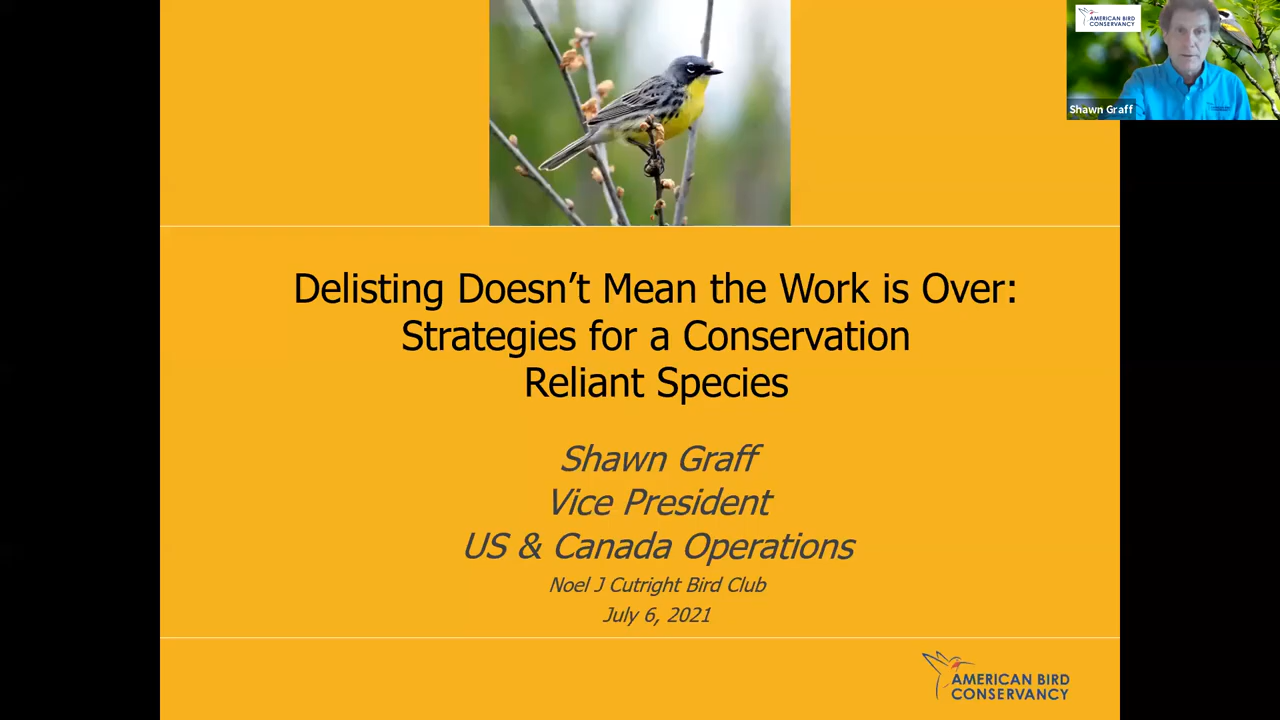 AMERICAN BIRD
CONSERVANCY
Shawn Graff
Delisting Doesn’t Mean the Work is Over:
Strategies for a Conservation
Reliant Species
Shawn Graff
Vice President
US & Canada Operations
Noel J Cutright Bird Club
July 6, 2021
AMERICAN BIRD
CONSERVANCY